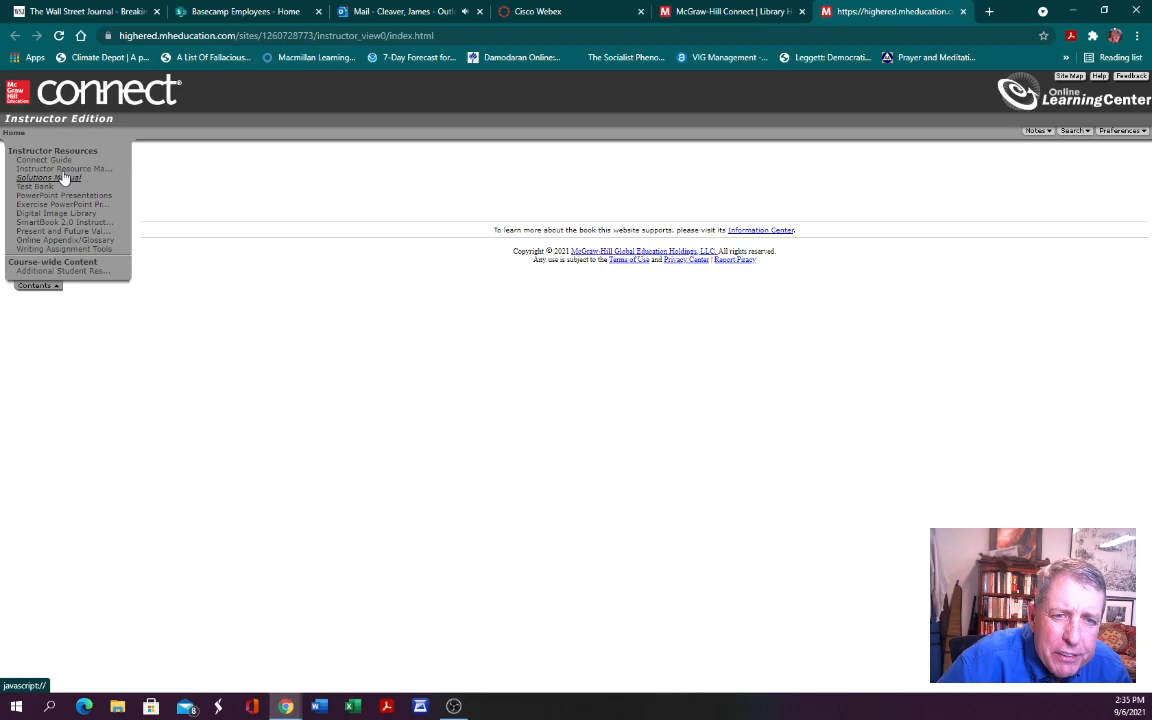 The Wall Street Journal - Breakin
Basecamp Employees - Home
Mail - Cleaver, James - Outl
Cisco Webex
McGraw-Hill Connect | Library H
https://highered.mheducation.c
highered.mheducation.com/sites/1260728773/instructor_view0/index.html
Apps
Climate Depot | A p...
A List Of Fallacious...
Macmillan Learning...
7-Day Forecast for...
Damodaran Online:...
The Socialist Pheno...
VIG Management -...
Leggett: Democrati...
Prayer and Meditati...
»
Reading list
Mc Graw Hill Education
connect
Site Map
Help
Feedback
Online
LearningCenter
Instructor Edition
Home
Notes
Search
Preferences
Instructor Resources
Connect Guide
Instructor Resource Ma...
Solutions Manual
Test Bank
PowerPoint Presentations
Exercise PowerPoint Pr...
Digital Image Library
SmartBook 2.0 Instruct...
Present and Future Val...
Online Appendix/Glossary
Writing Assignment Tools
Course-wide Content
Additional Student Res...
Contents
To learn more about the book this website supports, please visit its Information Center.
Copyright © 2021 McGraw-Hill Global Education Holdings, LLC. All rights reserved.
Any use is subject to the Terms of Use and Privacy Center | Report Piracy
javascript://
8
2:35 PM
9/6/2021